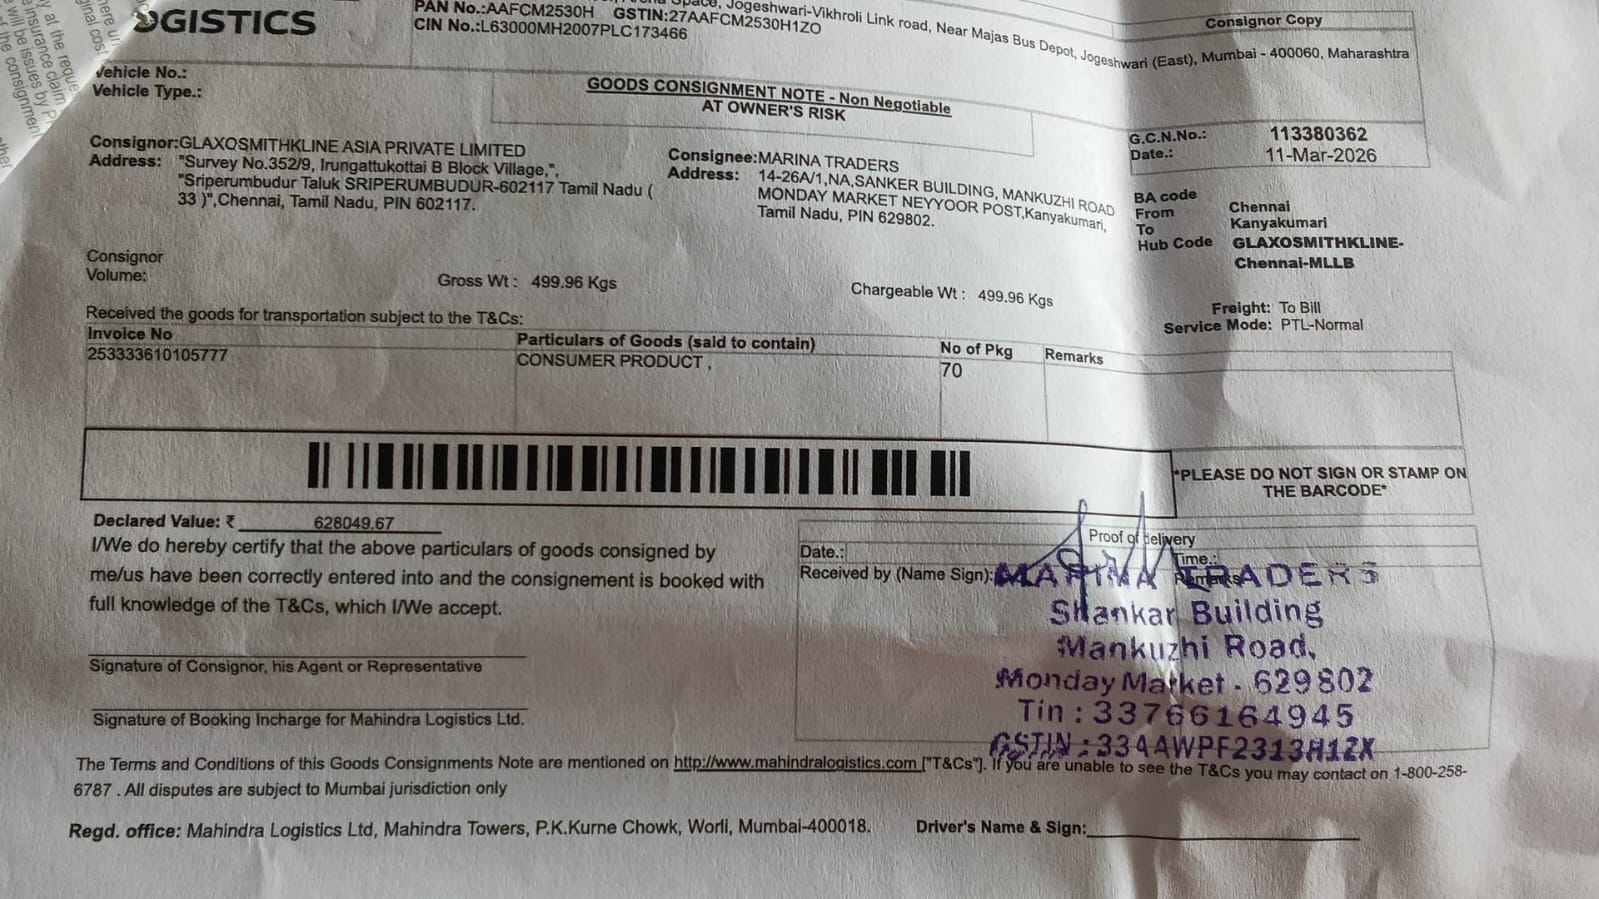 LOGISTICS
PAN No.:AAFCM2530H GSTIN:27AAFCM2530H1ZO
CIN No.:L63000MH2007PLC173466
Space, Jogeshwari-Vikhroli Link road, Near Majas Bus Depot, Jogeshwari (East), Mumbai - 400060, Maharashtra
Consignor Copy
Vehicle No.:
Vehicle Type.:
GOODS CONSIGNMENT NOTE - Non Negotiable
AT OWNER'S RISK
G.C.N.No.: 113380362
Date.: 11-Mar-2026
Consignor:GLAXOSMITHKLINE ASIA PRIVATE LIMITED
Address: "Survey No.352/9, Irungattukottai B Block Village,",
"Sriperumbudur Taluk SRIPERUMBUDUR-602117 Tamil Nadu (
33 )",Chennai, Tamil Nadu, PIN 602117.
Consignee:MARINA TRADERS
Address: 14-26A/1,NA,SANKER BUILDING, MANKUZHI ROAD
MONDAY MARKET NEYYOOR POST,Kanyakumari,
Tamil Nadu, PIN 629802.
BA code
From Chennai
To Kanyakumari
Hub Code GLAXOSMITHKLINE-
Chennai-MLLB
Consignor
Volume:
Gross Wt : 499.96 Kgs
Chargeable Wt : 499.96 Kgs
Freight: To Bill
Service Mode: PTL-Normal
Received the goods for transportation subject to the T&Cs:
Invoice No Particulars of Goods (said to contain) No of Pkg Remarks
253333610105777 CONSUMER PRODUCT , 70
*PLEASE DO NOT SIGN OR STAMP ON
THE BARCODE*
Declared Value: ₹ 628049.67
I/We do hereby certify that the above particulars of goods consigned by
me/us have been correctly entered into and the consignement is booked with
full knowledge of the T&Cs, which I/We accept.
Signature of Consignor, his Agent or Representative
Signature of Booking Incharge for Mahindra Logistics Ltd.
Proof of delivery
Date.: Time.:
Received by (Name Sign): Remarks
MARINA TRADERS
Shankar Building
Mankuzhi Road,
Monday Market - 629802
Tin : 33766164945
The Terms and Conditions of this Goods Consignments Note are mentioned on http://www.mahindralogistics.com ["T&Cs"]. If you are unable to see the T&Cs you may contact on 1-800-258-
6787 . All disputes are subject to Mumbai jurisdiction only
Regd. office: Mahindra Logistics Ltd, Mahindra Towers, P.K.Kurne Chowk, Worli, Mumbai-400018. Driver's Name & Sign: